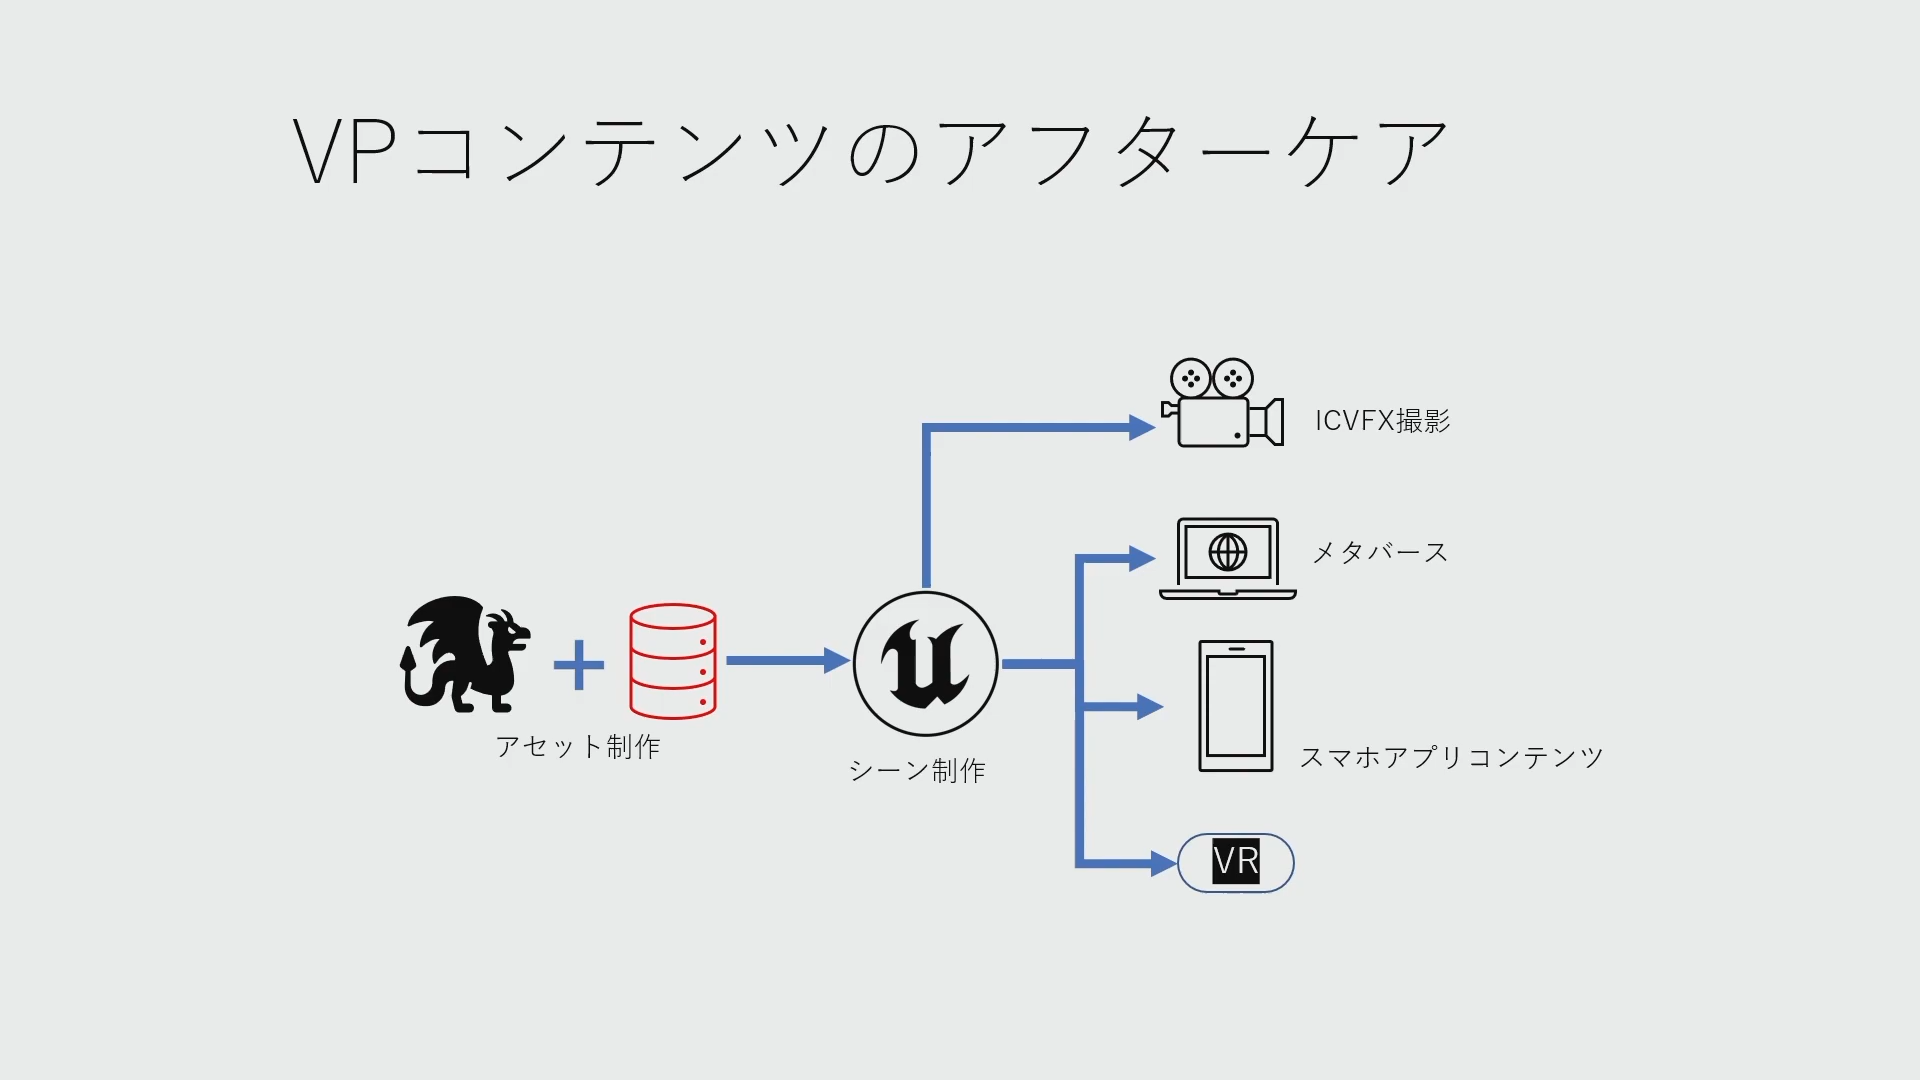 VPコンテンツのアフターケア
ICVFX撮影
メタバース
アセット制作
シーン制作
スマホアプリコンテンツ
VR